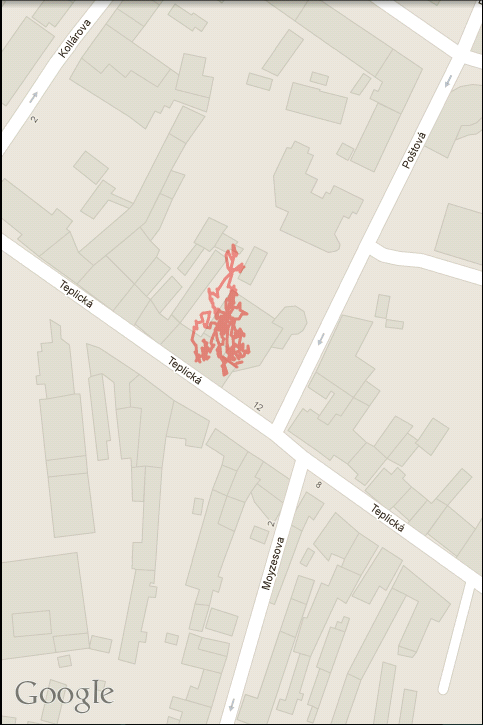 Kollárova
2
Poštová
Teplická
Teplická
12
8
Teplická
2
Moyzesova
Google